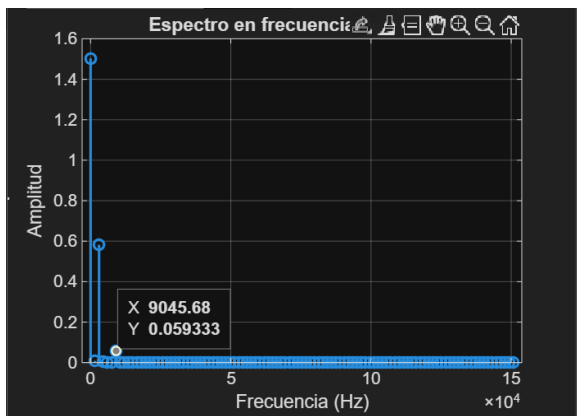 Espectro en frecuencia
1.6
1.4
1.2
1
0.8
0.6
0.4
0.2
0
Amplitud
X 9045.68
Y 0.059333
0 5 10 15
×10⁴
Frecuencia (Hz)